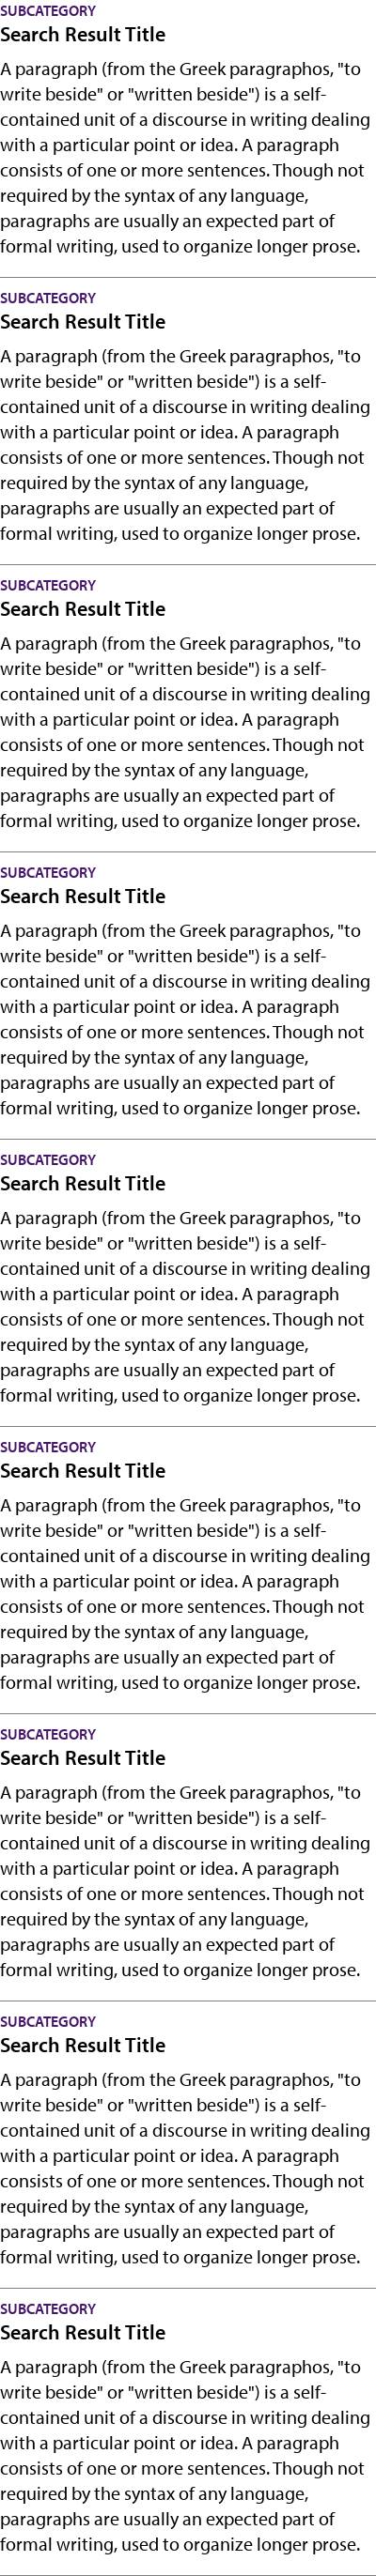 SUBCATEGORY
Search Result Title
A paragraph (from the Greek paragraphos, "to
write beside" or "written beside") is a self-
contained unit of a discourse in writing dealing
with a particular point or idea. A paragraph
consists of one or more sentences. Though not
required by the syntax of any language,
paragraphs are usually an expected part of
formal writing, used to organize longer prose.
SUBCATEGORY
Search Result Title
A paragraph (from the Greek paragraphos, "to
write beside" or "written beside") is a self-
contained unit of a discourse in writing dealing
with a particular point or idea. A paragraph
consists of one or more sentences. Though not
required by the syntax of any language,
paragraphs are usually an expected part of
formal writing, used to organize longer prose.
SUBCATEGORY
Search Result Title
A paragraph (from the Greek paragraphos, "to
write beside" or "written beside") is a self-
contained unit of a discourse in writing dealing
with a particular point or idea. A paragraph
consists of one or more sentences. Though not
required by the syntax of any language,
paragraphs are usually an expected part of
formal writing, used to organize longer prose.
SUBCATEGORY
Search Result Title
A paragraph (from the Greek paragraphos, "to
write beside" or "written beside") is a self-
contained unit of a discourse in writing dealing
with a particular point or idea. A paragraph
consists of one or more sentences. Though not
required by the syntax of any language,
paragraphs are usually an expected part of
formal writing, used to organize longer prose.
SUBCATEGORY
Search Result Title
A paragraph (from the Greek paragraphos, "to
write beside" or "written beside") is a self-
contained unit of a discourse in writing dealing
with a particular point or idea. A paragraph
consists of one or more sentences. Though not
required by the syntax of any language,
paragraphs are usually an expected part of
formal writing, used to organize longer prose.
SUBCATEGORY
Search Result Title
A paragraph (from the Greek paragraphos, "to
write beside" or "written beside") is a self-
contained unit of a discourse in writing dealing
with a particular point or idea. A paragraph
consists of one or more sentences. Though not
required by the syntax of any language,
paragraphs are usually an expected part of
formal writing, used to organize longer prose.
SUBCATEGORY
Search Result Title
A paragraph (from the Greek paragraphos, "to
write beside" or "written beside") is a self-
contained unit of a discourse in writing dealing
with a particular point or idea. A paragraph
consists of one or more sentences. Though not
required by the syntax of any language,
paragraphs are usually an expected part of
formal writing, used to organize longer prose.
SUBCATEGORY
Search Result Title
A paragraph (from the Greek paragraphos, "to
write beside" or "written beside") is a self-
contained unit of a discourse in writing dealing
with a particular point or idea. A paragraph
consists of one or more sentences. Though not
required by the syntax of any language,
paragraphs are usually an expected part of
formal writing, used to organize longer prose.
SUBCATEGORY
Search Result Title
A paragraph (from the Greek paragraphos, "to
write beside" or "written beside") is a self-
contained unit of a discourse in writing dealing
with a particular point or idea. A paragraph
consists of one or more sentences. Though not
required by the syntax of any language,
paragraphs are usually an expected part of
formal writing, used to organize longer prose.